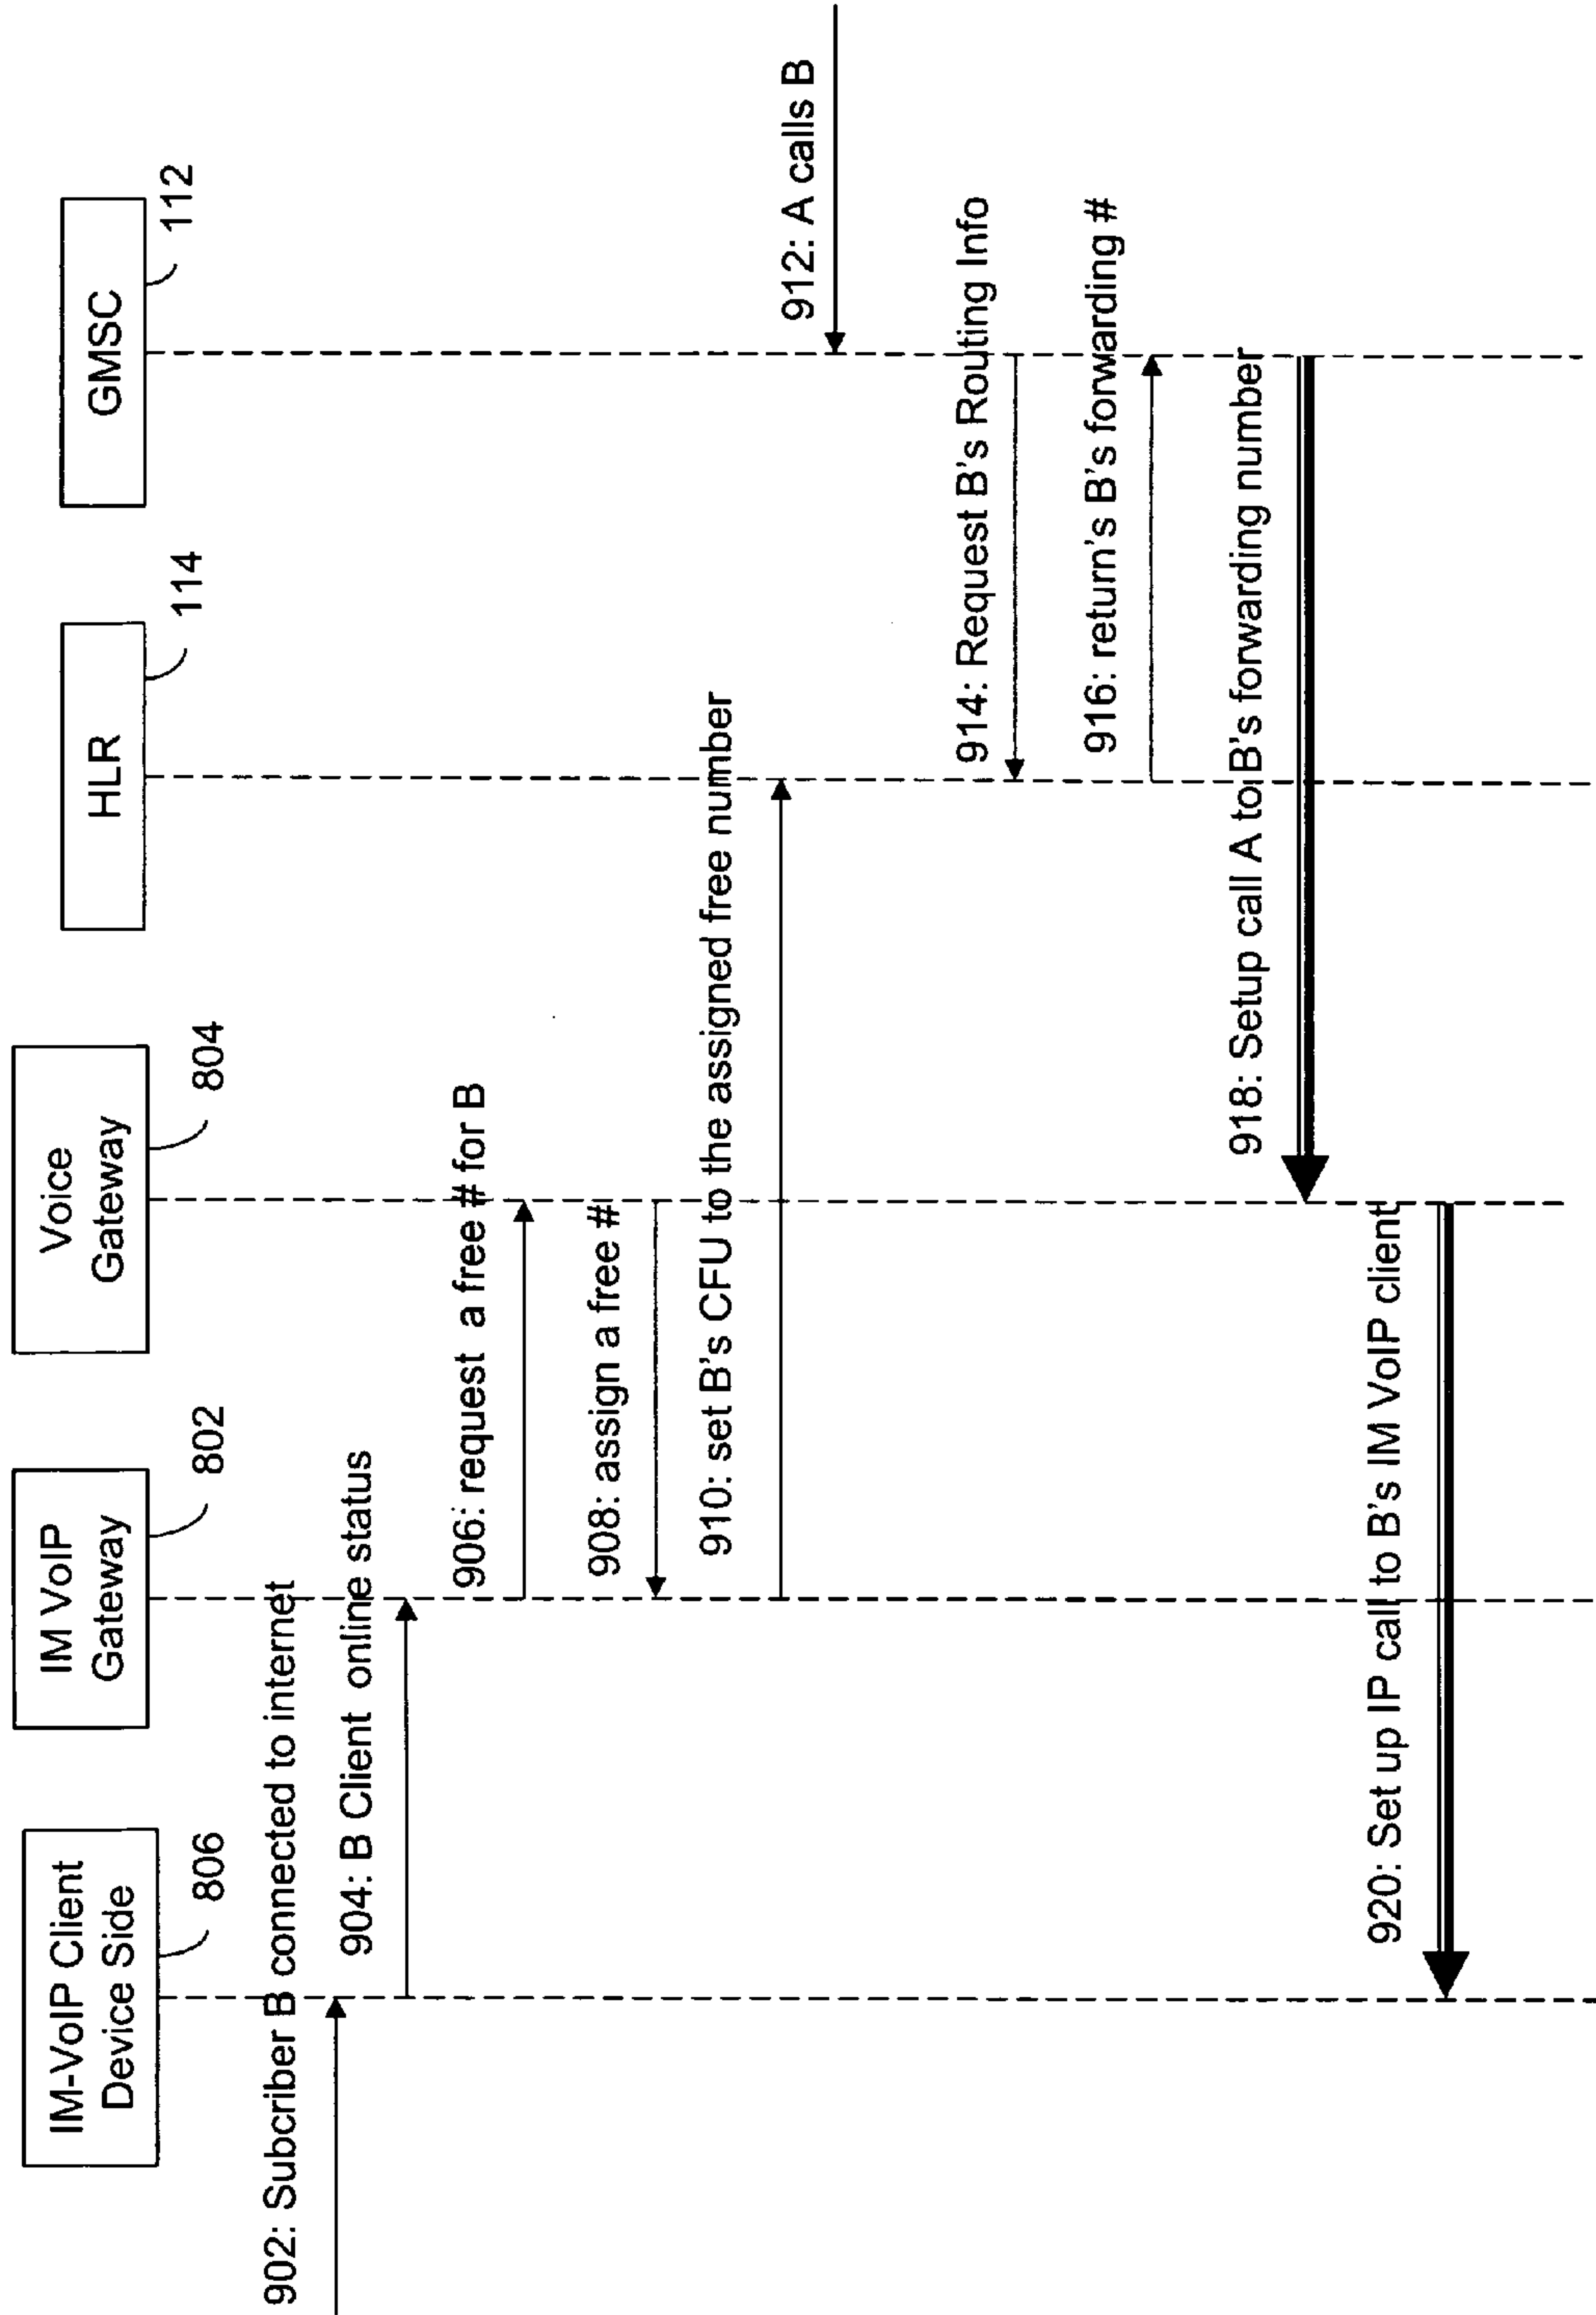 IM-VoIP Client
Device Side
806
IM VoIP
Gateway
802
Voice
Gateway
804
HLR
114
GMSC
112
902: Subcriber B connected to internet
904: B Client online status
906: request a free # for B
908: assign a free #
910: set B's CFU to the assigned free number
912: A calls B
914: Request B's Routing Info
916: return's B's forwarding #
918: Setup call A to B's forwarding number
920: Set up IP call to B's IM VoIP client